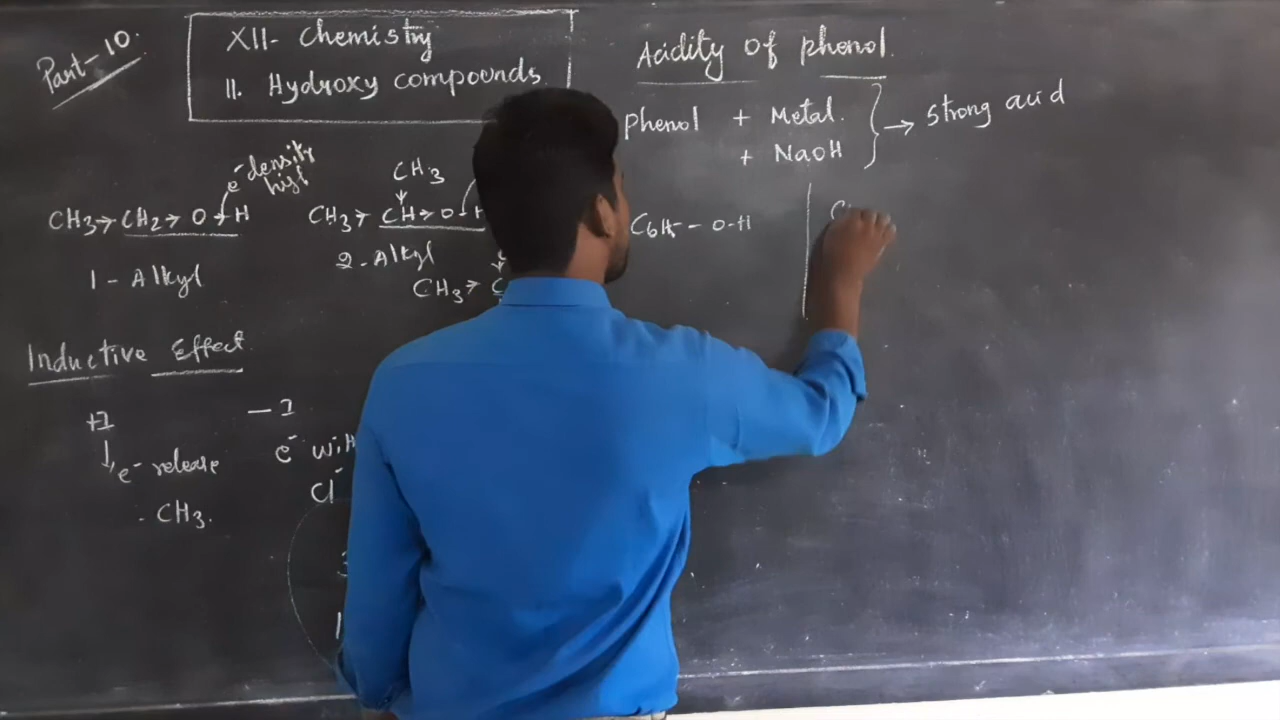 Part-10.
XII- Chemistry
11. Hydroxy compounds
e- density
high
CH3
CH3→ CH2→ O → H
CH3→ CH→ O - H
1 - Alkyl
2 - Alkyl
CH3→ C
Inductive Effect
+I
- I
e- release
e- with
CH3.
Cl
Acidity of phenol.
Phenol + Metal.
+ NaOH
→ strong acid
C6H5 - O-H